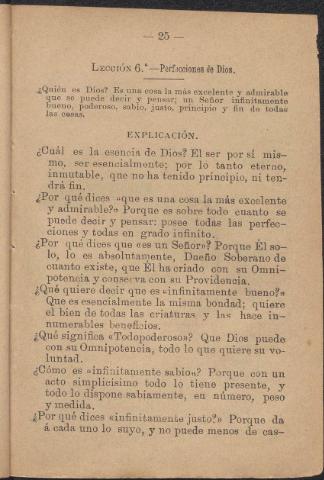 — 25 —
LECCIÓN 6.ª—Perfecciones de Dios.
¿Quién es Dios? Es una cosa la más excelente y admirable
que se puede decir y pensar; un Señor infinitamente
bueno, poderoso, sabio, justo, principio y fin de todas
las cosas.
EXPLICACIÓN.
¿Cuál es la esencia de Dios? El ser por sí mis-
mo, ser esencialmente; por lo tanto eterno,
inmutable, que no ha tenido principio, ni ten-
drá fin.
¿Por qué dices «que es una cosa la más excelente
y admirable?» Porque es sobre todo cuanto se
puede decir y pensar: posee todas las perfec-
ciones y todas en grado infinito.
¿Por qué dices que «es un Señor»? Porque Él so-
lo, lo es absolutamente, Dueño Soberano de
cuanto existe, que Él ha criado con su Omni-
potencia y conserva con su Providencia.
¿Qué quiere decir que es «infinitamente bueno?»
Que es esencialmente la misma bondad; quiere
el bien de todas las criaturas y las hace in-
numerables beneficios.
¿Qué significa «Todopoderoso»? Que Dios puede
con su Omnipotencia, todo lo que quiere su vo-
luntad.
¿Cómo es «infinitamente sabio»? Porque con un
acto simplicísimo todo lo tiene presente, y
todo lo dispone sabiamente, en número, peso
y medida.
¿Por qué dices «infinitamente justo?» Porque da
á cada uno lo suyo, y no puede menos de cas-